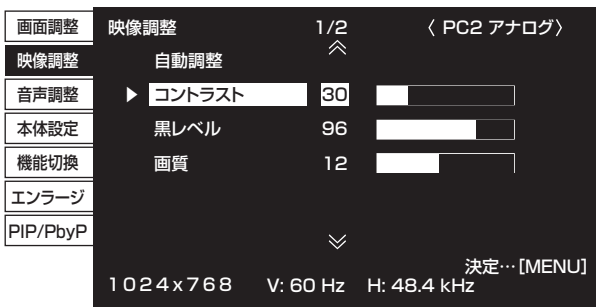 画面調整
映像調整
音声調整
本体設定
機能切換
エンラージ
PIP/PbyP
映像調整 1/2 〈 PC2 アナログ〉
自動調整
コントラスト 30
黒レベル 96
画質 12
決定…[MENU]
1024x768 V: 60 Hz H: 48.4 kHz